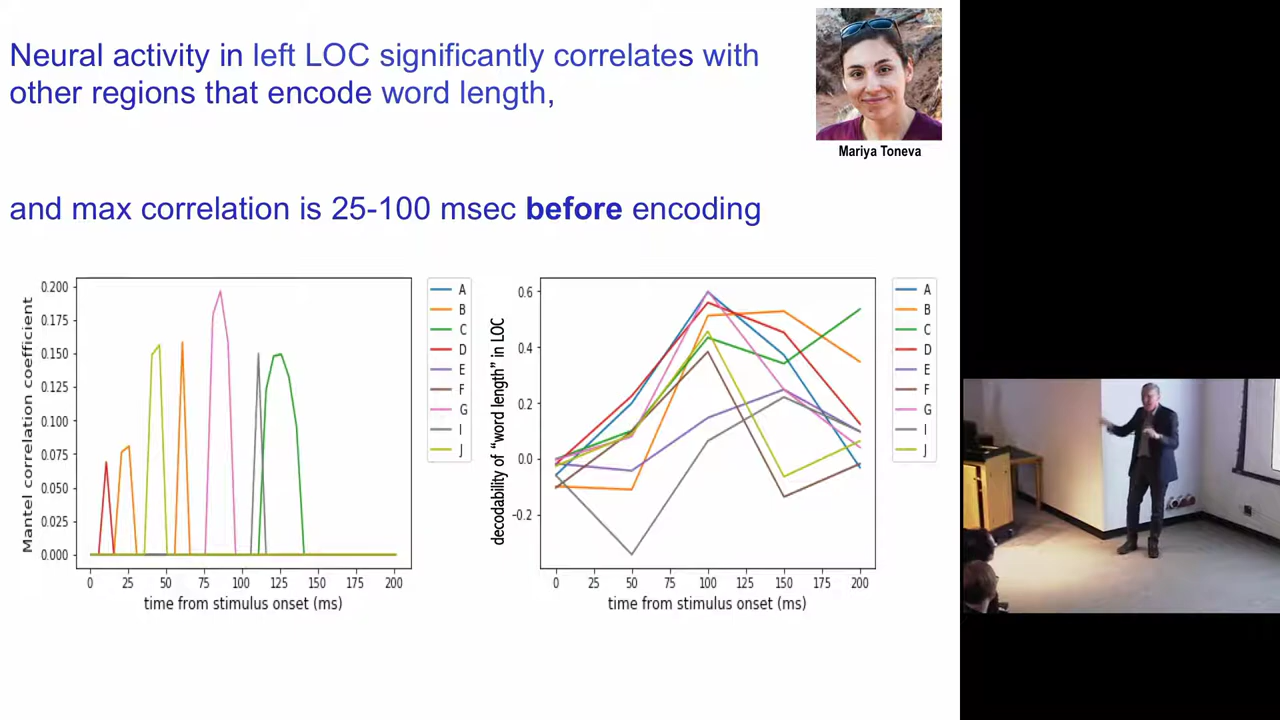 Neural activity in left LOC significantly correlates with
other regions that encode word length,
Mariya Toneva
and max correlation is 25-100 msec before encoding
Mantel correlation coefficient
0.200
0.175
0.150
0.125
0.100
0.075
0.050
0.025
0.000
0 25 50 75 100 125 150 175 200
time from stimulus onset (ms)
A
B
C
D
E
F
G
I
J
decodability of "word length" in LOC
0.6
0.4
0.2
0.0
-0.2
0 25 50 75 100 125 150 175 200
time from stimulus onset (ms)
A
B
C
D
E
F
G
I
J